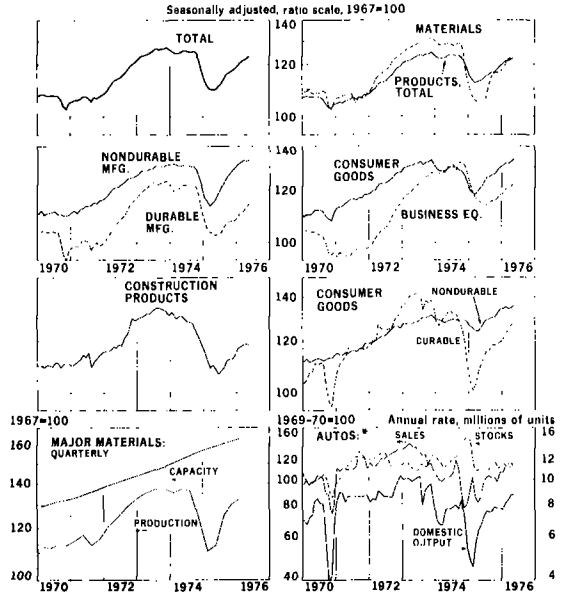 Seasonally adjusted, ratio scale, 1967=100
TOTAL
140
120
100
MATERIALS
PRODUCTS,
TOTAL
NONDURABLE
MFG.
DURABLE
MFG.
140
120
100
CONSUMER
GOODS
BUSINESS EQ.
1970 1972 1974 1976
1970 1972 1974 1976
CONSTRUCTION
PRODUCTS
140
120
100
CONSUMER
GOODS
NONDURABLE
DURABLE
1967=100
160
140
120
100
MAJOR MATERIALS:
QUARTERLY
CAPACITY
PRODUCTION
1970 1972 1974 1976
1969-70=100 Annual rate, millions of units
160
120
100
80
60
40
AUTOS:*
SALES
STOCKS
DOMESTIC
OUTPUT
16
12
10
8
6
4
1970 1972 1974 1976